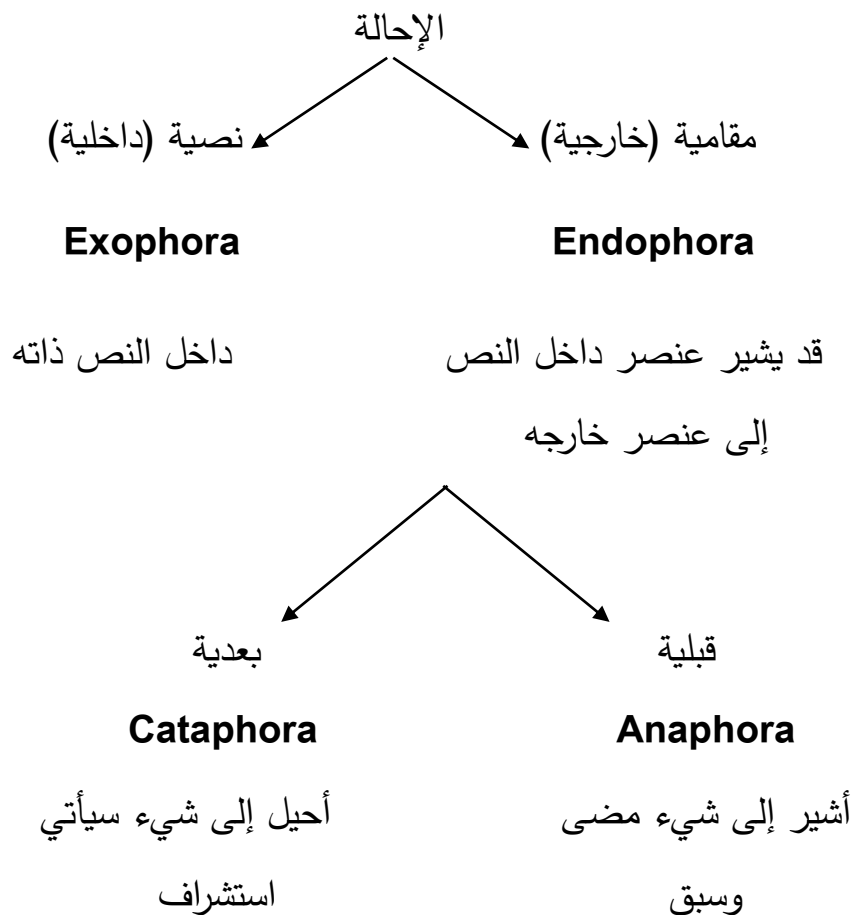 الإحالة
مقامية (خارجية)
نصية (داخلية)
Endophora
Exophora
قد يشير عنصر داخل النص
داخل النص ذاته
إلى عنصر خارجه
قبلية
بعدية
Anaphora
Cataphora
أشير إلى شيء مضى
أحيل إلى شيء سيأتي
وسبق
استشراف